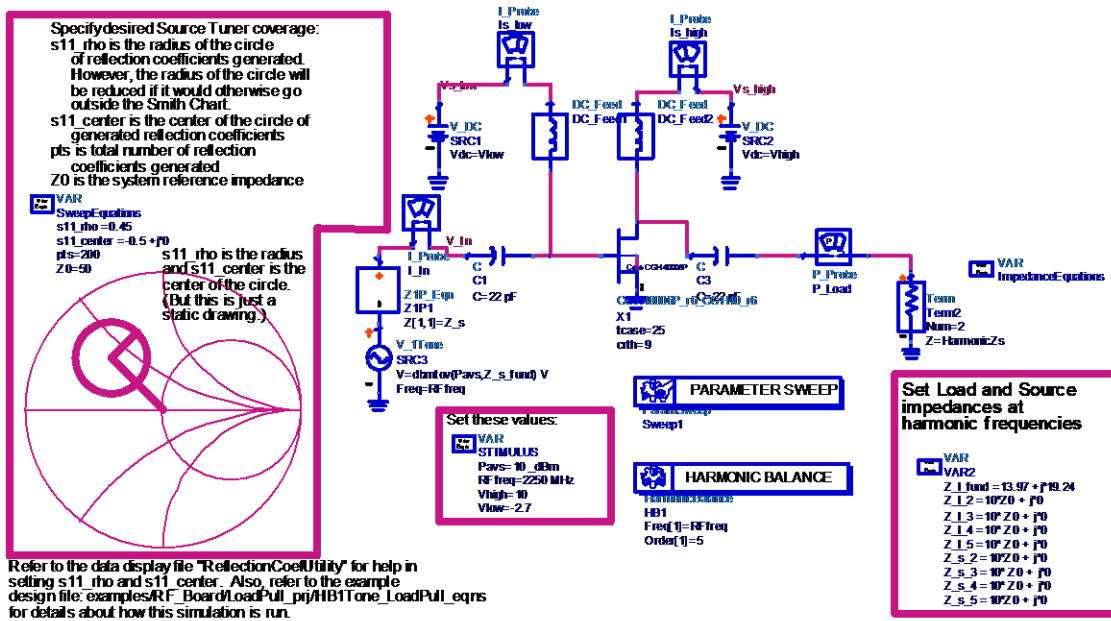 Specify desired Source Tuner coverage:
s11_rho is the radius of the circle
of reflection coefficients generated.
However, the radius of the circle will
be reduced if it would otherwise go
outside the Smith Chart.
s11_center is the center of the circle of
generated reflection coefficients
pts is total number of reflection
coefficients generated
Z0 is the system reference impedance
VAR
SweepEquations
s11_rho =0.45
s11_center =-0.5 +j*0
pts=200
Z0=50
s11_rho is the radius
and s11_center is the
center of the circle.
(But this is just a
static drawing.)
Refer to the data display file "ReflectionCoefUtility" for help in
setting s11_rho and s11_center. Also, refer to the example
design file: examples/RF_Board/LoadPull_prj/HB1Tone_LoadPull_eqns
for details about how this simulation is run.
I_Probe
Is_low
Vs_low
V_DC
SRC1
Vdc=Vlow
DC_Feed
DC_Feed1
I_Probe
Is_high
Vs_high
DC_Feed
DC_Feed2
V_DC
SRC2
Vdc=Vhigh
V_In
I_Probe
I_In
C
C1
C=22 pF
Z1P_Eqn
Z1P1
Z[1,1]=Z_s
V_1Tone
SRC3
V=dbmtov(Pavs,Z_s_fund) V
Freq=RFfreq
X1
tcase=25
crth=9
C
C3
C=22 pF
P_Probe
P_Load
Term
Term2
Num=2
Z=HarmonicZs
VAR
ImpedanceEquations
Set these values:
VAR
STIMULUS
Pavs=10 _dBm
RFfreq=2250 MHz
Vhigh=10
Vlow=-2.7
PARAMETER SWEEP
ParamSweep
Sweep1
HARMONIC BALANCE
HarmonicBalance
HB1
Freq[1]=RFfreq
Order[1]=5
Set Load and Source
impedances at
harmonic frequencies
VAR
VAR2
Z_l_fund =13.97 +j*19.24
Z_l_2 =10*Z0 + j*0
Z_l_3 =10* Z0 + j*0
Z_l_4 =10* Z0 + j*0
Z_l_5 =10* Z0 + j*0
Z_s_2 =10*Z0 + j*0
Z_s_3 =10* Z0 + j*0
Z_s_4 =10* Z0 + j*0
Z_s_5 =10*Z0 + j*0